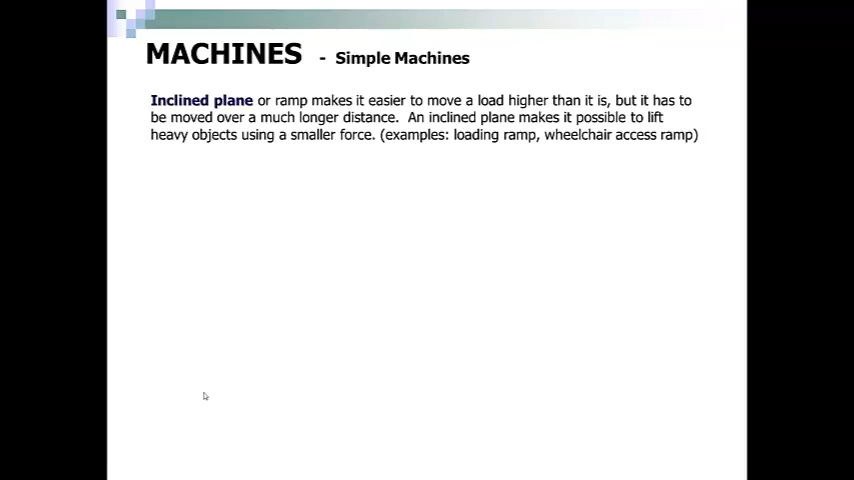 MACHINES - Simple Machines
Inclined plane or ramp makes it easier to move a load higher than it is, but it has to
be moved over a much longer distance. An inclined plane makes it possible to lift
heavy objects using a smaller force. (examples: loading ramp, wheelchair access ramp)